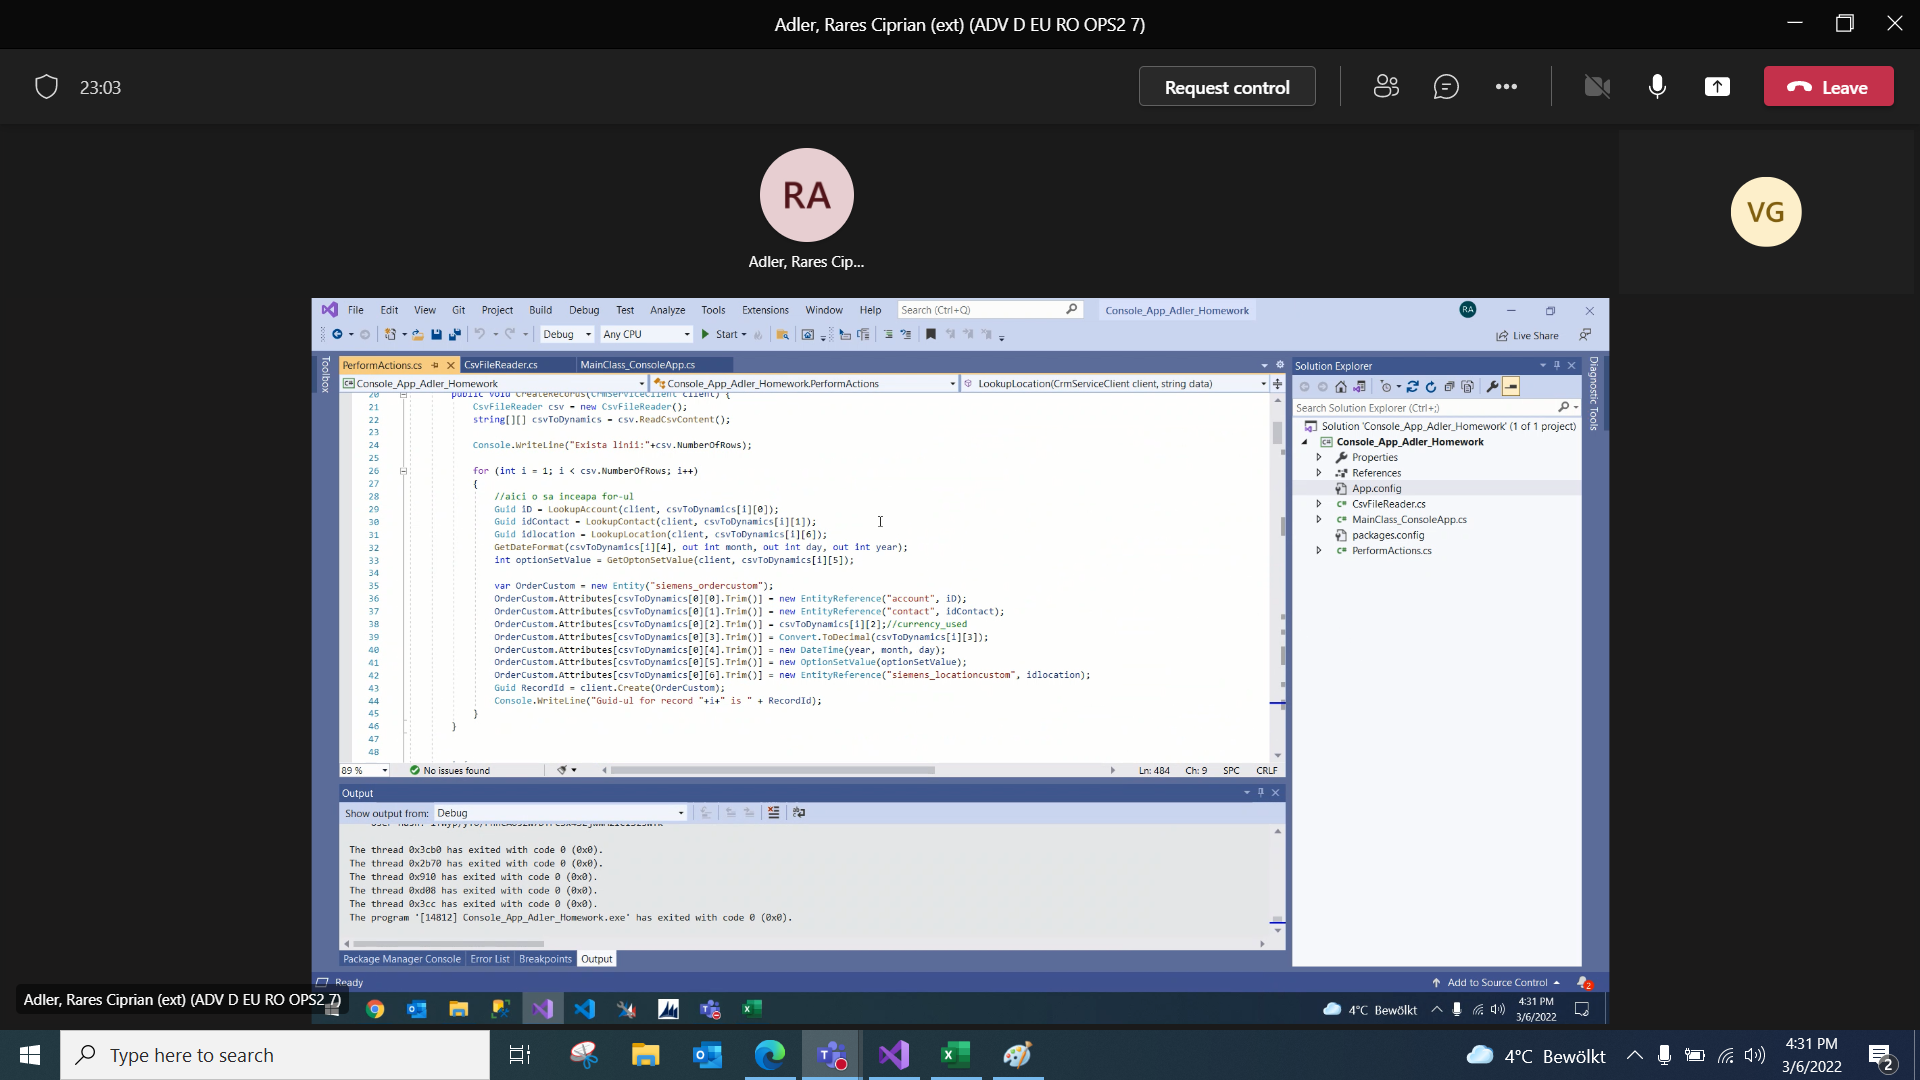 Adler, Rares Ciprian (ext) (ADV D EU RO OPS2 7)
23:03
Request control
Leave
RA
Adler, Rares Cip...
VG
File Edit View Git Project Build Debug Test Analyze Tools Extensions Window Help Search (Ctrl+Q) Console_App_Adler_Homework RA
Debug Any CPU Start Live Share
Toolbox
PerformActions.cs CsvFileReader.cs MainClass_ConsoleApp.cs
Console_App_Adler_Homework Console_App_Adler_Homework.PerformActions LookupLocation(CrmServiceClient client, string data)
20 public void CreateRecords(CrmServiceClient client) {
21 CsvFileReader csv = new CsvFileReader();
22 string[][] csvToDynamics = csv.ReadCsvContent();
23
24 Console.WriteLine("Exista linii:"+csv.NumberOfRows);
25
26 for (int i = 1; i < csv.NumberOfRows; i++)
27 {
28 //aici o sa inceapa for-ul
29 Guid iD = LookupAccount(client, csvToDynamics[i][0]);
30 Guid idContact = LookupContact(client, csvToDynamics[i][1]);
31 Guid idlocation = LookupLocation(client, csvToDynamics[i][6]);
32 GetDateFormat(csvToDynamics[i][4], out int month, out int day, out int year);
33 int optionSetValue = GetOptonSetValue(client, csvToDynamics[i][5]);
34
35 var OrderCustom = new Entity("siemens_ordercustom");
36 OrderCustom.Attributes[csvToDynamics[0][0].Trim()] = new EntityReference("account", iD);
37 OrderCustom.Attributes[csvToDynamics[0][1].Trim()] = new EntityReference("contact", idContact);
38 OrderCustom.Attributes[csvToDynamics[0][2].Trim()] = csvToDynamics[i][2];//currency_used
39 OrderCustom.Attributes[csvToDynamics[0][3].Trim()] = Convert.ToDecimal(csvToDynamics[i][3]);
40 OrderCustom.Attributes[csvToDynamics[0][4].Trim()] = new DateTime(year, month, day);
41 OrderCustom.Attributes[csvToDynamics[0][5].Trim()] = new OptionSetValue(optionSetValue);
42 OrderCustom.Attributes[csvToDynamics[0][6].Trim()] = new EntityReference("siemens_locationcustom", idlocation);
43 Guid RecordId = client.Create(OrderCustom);
44 Console.WriteLine("Guid-ul for record "+i+" is " + RecordId);
45 }
46 }
47
48
89 % No issues found Ln: 484 Ch: 9 SPC CRLF
Solution Explorer
Search Solution Explorer (Ctrl+;)
Solution 'Console_App_Adler_Homework' (1 of 1 project)
Console_App_Adler_Homework
Properties
References
App.config
CsvFileReader.cs
MainClass_ConsoleApp.cs
packages.config
PerformActions.cs
Diagnostic Tools
Output
Show output from: Debug
The thread 0x3cb0 has exited with code 0 (0x0).
The thread 0x2b70 has exited with code 0 (0x0).
The thread 0x910 has exited with code 0 (0x0).
The thread 0xd08 has exited with code 0 (0x0).
The thread 0x3cc has exited with code 0 (0x0).
The program '[14812] Console_App_Adler_Homework.exe' has exited with code 0 (0x0).
Package Manager Console Error List Breakpoints Output
Ready Add to Source Control 2
Adler, Rares Ciprian (ext) (ADV D EU RO OPS2 7)
4°C Bewölkt 4:31 PM
3/6/2022
Type here to search
4°C Bewölkt 4:31 PM
3/6/2022
2